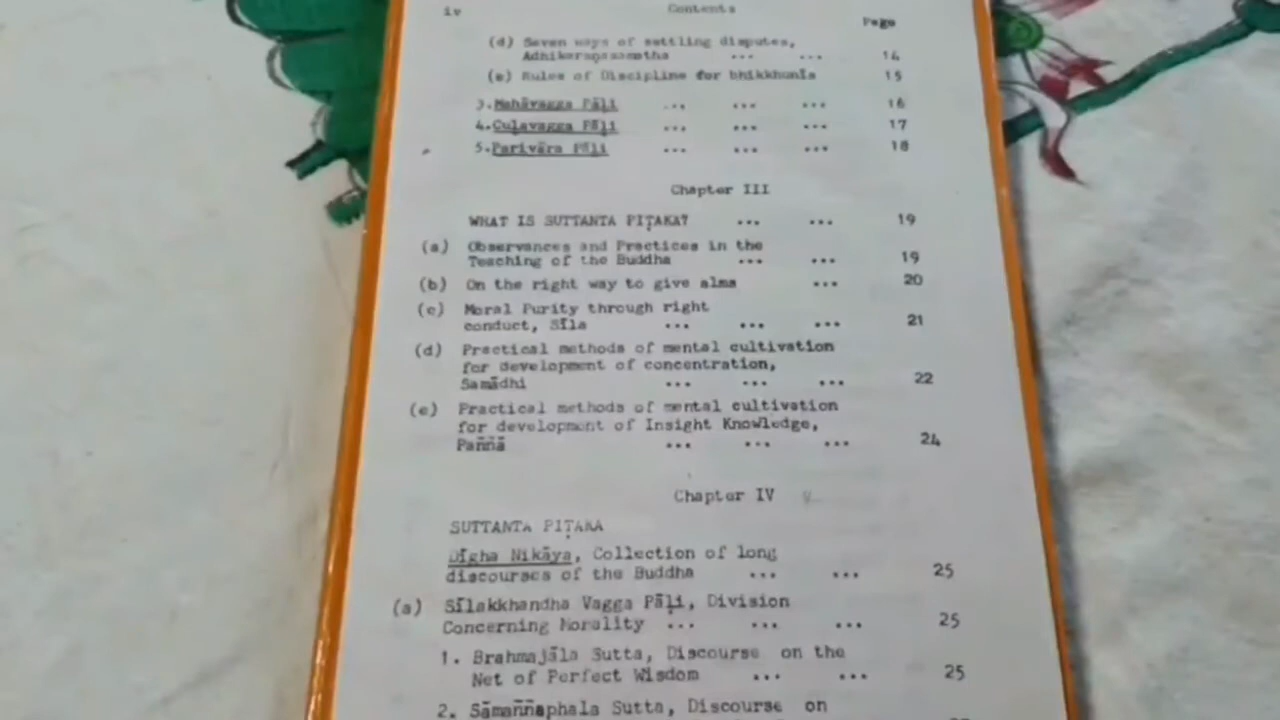 iv Contents
Page
(d) Seven ways of settling disputes,
Adhikaraṇasamatha ... ... 14
(e) Rules of Discipline for bhikkhunīs 15
3. Mahāvagga Pāḷi ... ... ... 16
4. Cuḷavagga Pāḷi ... ... ... 17
5. Parivāra Pāḷi ... ... ... 18
Chapter III
WHAT IS SUTTANTA PIṬAKA? ... ... 19
(a) Observances and Practices in the
Teaching of the Buddha ... ... 19
(b) On the right way to give alms ... 20
(c) Moral Purity through right
conduct, Sīla ... ... ... 21
(d) Practical methods of mental cultivation
for development of concentration,
Samādhi ... ... ... 22
(e) Practical methods of mental cultivation
for development of Insight Knowledge,
Paññā ... ... ... 24
Chapter IV
SUTTANTA PIṬAKA
Dīgha Nikāya, Collection of long
discourses of the Buddha ... ... 25
(a) Sīlakkhandha Vagga Pāḷi, Division
Concerning Morality ... ... ... 25
1. Brahmajāla Sutta, Discourse on the
Net of Perfect Wisdom ... ... 25
2. Sāmaññaphala Sutta, Discourse on